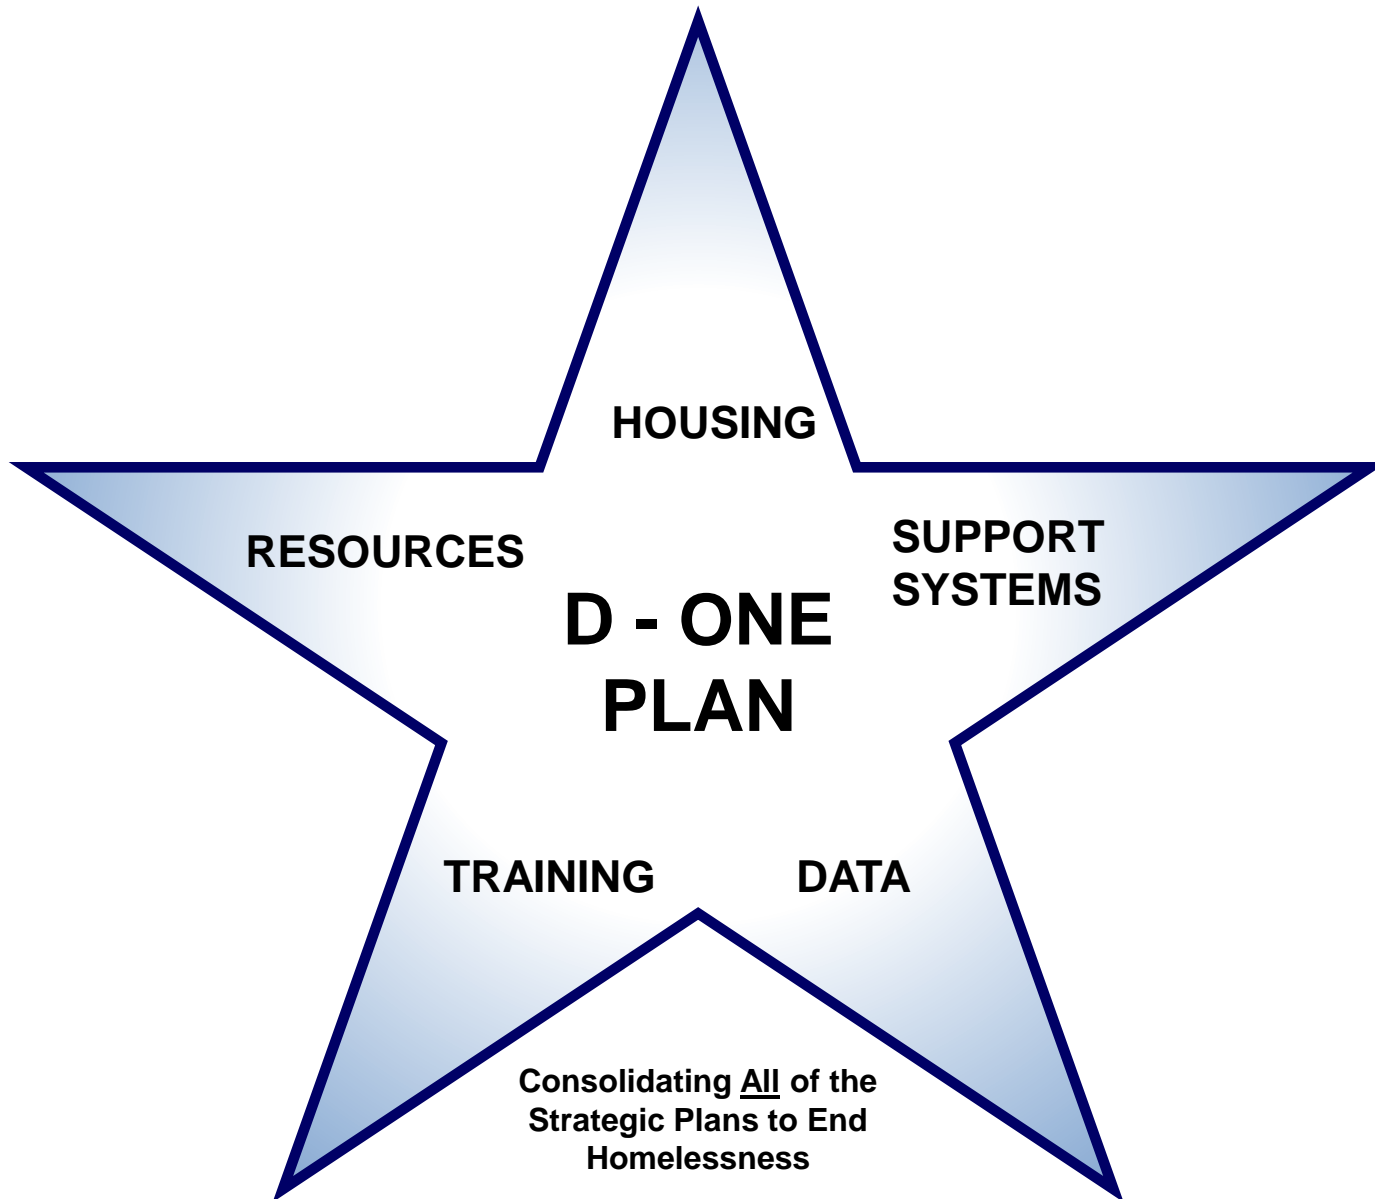 HOUSING
RESOURCES
SUPPORT
SYSTEMS
D - ONE
PLAN
TRAINING
DATA
Consolidating All of the
Strategic Plans to End
Homelessness